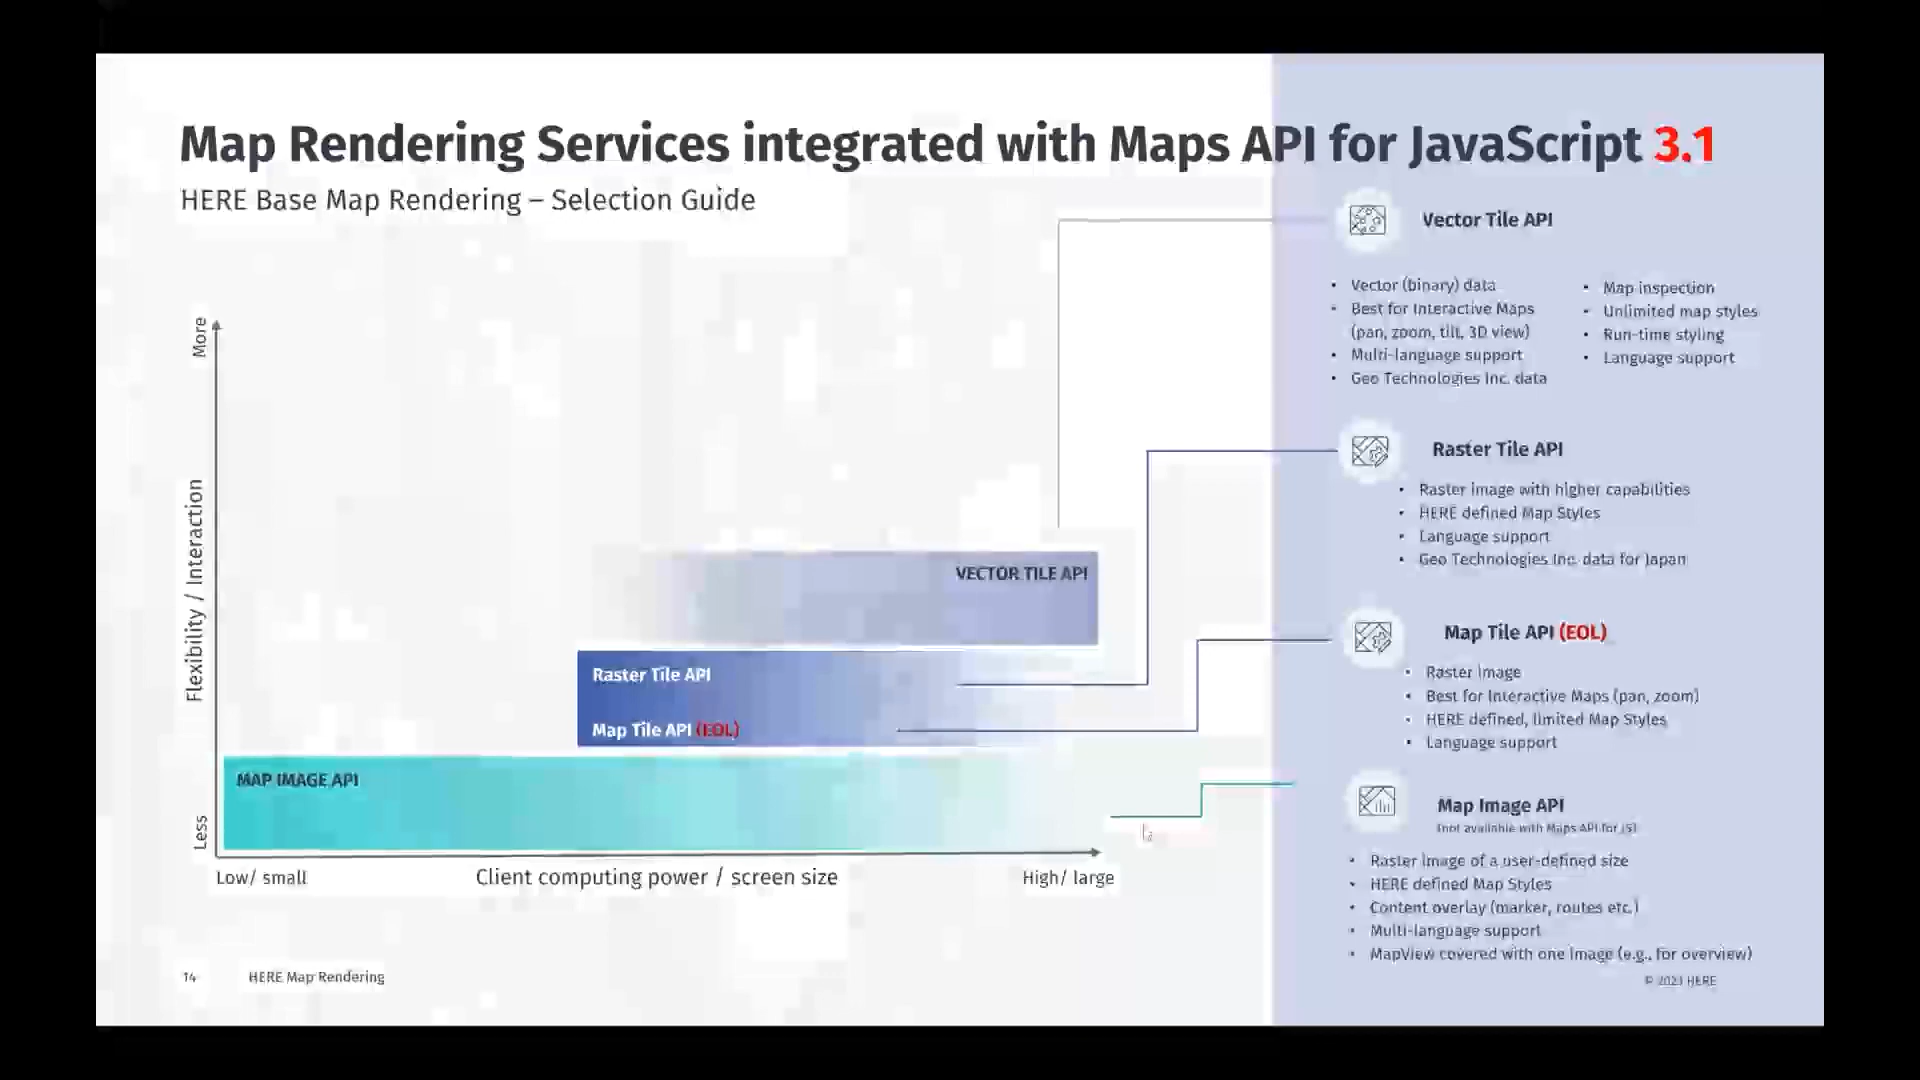 Map Rendering Services integrated with Maps API for JavaScript 3.1
HERE Base Map Rendering – Selection Guide
More
Flexibility / Interaction
Less
VECTOR TILE API
Raster Tile API
Map Tile API (EOL)
MAP IMAGE API
Low/ small
Client computing power / screen size
High/ large
Vector Tile API
• Vector (binary) data
• Best for Interactive Maps
(pan, zoom, tilt, 3D view)
• Multi-language support
• Geo Technologies Inc. data
• Map inspection
• Unlimited map styles
• Run-time styling
• Language support
Raster Tile API
• Raster image with higher capabilities
• HERE defined Map Styles
• Language support
• Geo Technologies Inc. data for Japan
Map Tile API (EOL)
• Raster Image
• Best for Interactive Maps (pan, zoom)
• HERE defined, limited Map Styles
• Language support
Map Image API
(not available with Maps API for JS)
• Raster Image of a user-defined size
• HERE defined Map Styles
• Content overlay (marker, routes etc.)
• Multi-language support
• MapView covered with one Image (e.g., for overview)
14
HERE Map Rendering
© 2023 HERE